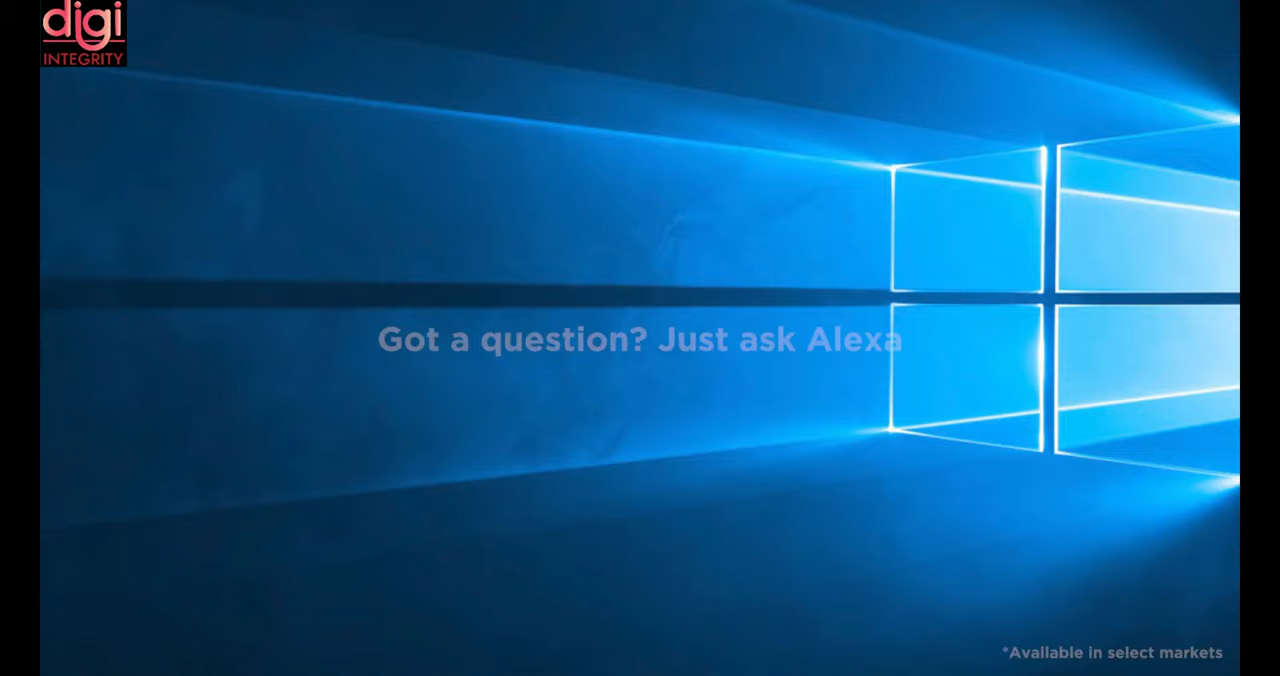 digi
INTEGRITY
Got a question? Just ask Alexa
*Available in select markets